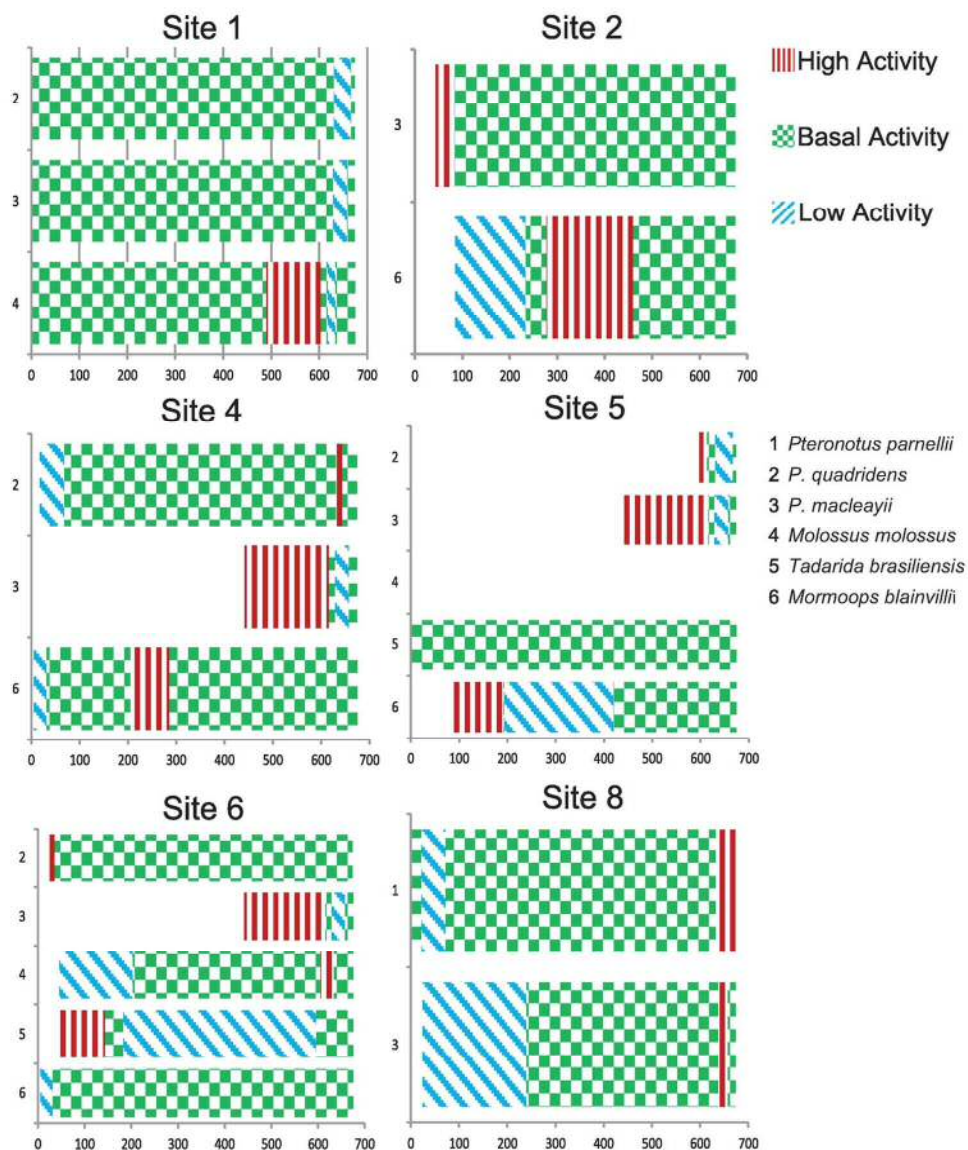 Site 1
2
3
4
0 100 200 300 400 500 600 700
Site 2
3
6
0 100 200 300 400 500 600 700
High Activity
Basal Activity
Low Activity
Site 4
2
3
6
0 100 200 300 400 500 600 700
Site 5
2
3
4
5
6
0 100 200 300 400 500 600 700
1 Pteronotus parnellii
2 P. quadridens
3 P. macleayii
4 Molossus molossus
5 Tadarida brasiliensis
6 Mormoops blainvillii
Site 6
2
3
4
5
6
0 100 200 300 400 500 600 700
Site 8
1
3
0 100 200 300 400 500 600 700